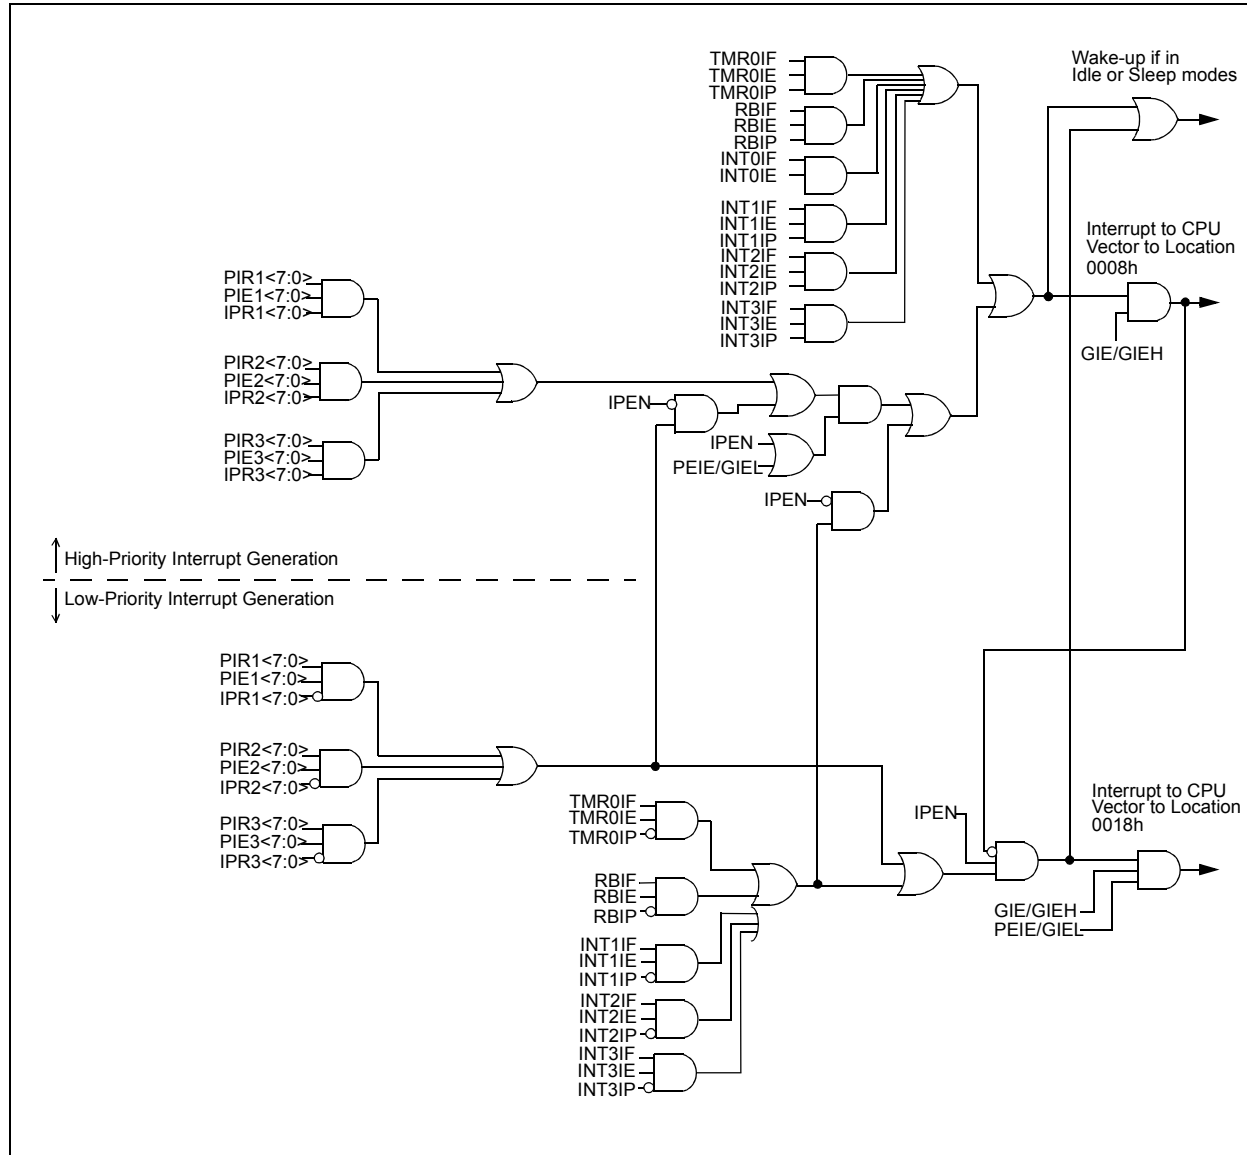 TMR0IF
TMR0IE
TMR0IP
RBIF
RBIE
RBIP
INT0IF
INT0IE
INT1IF
INT1IE
INT1IP
INT2IF
INT2IE
INT2IP
INT3IF
INT3IE
INT3IP
Wake-up if in
Idle or Sleep modes
Interrupt to CPU
Vector to Location
0008h
GIE/GIEH
PIR1<7:0>
PIE1<7:0>
IPR1<7:0>
PIR2<7:0>
PIE2<7:0>
IPR2<7:0>
PIR3<7:0>
PIE3<7:0>
IPR3<7:0>
IPEN
IPEN
PEIE/GIEL
IPEN
High-Priority Interrupt Generation
Low-Priority Interrupt Generation
PIR1<7:0>
PIE1<7:0>
IPR1<7:0>
PIR2<7:0>
PIE2<7:0>
IPR2<7:0>
PIR3<7:0>
PIE3<7:0>
IPR3<7:0>
TMR0IF
TMR0IE
TMR0IP
RBIF
RBIE
RBIP
INT1IF
INT1IE
INT1IP
INT2IF
INT2IE
INT2IP
INT3IF
INT3IE
INT3IP
IPEN
Interrupt to CPU
Vector to Location
0018h
GIE/GIEH
PEIE/GIEL